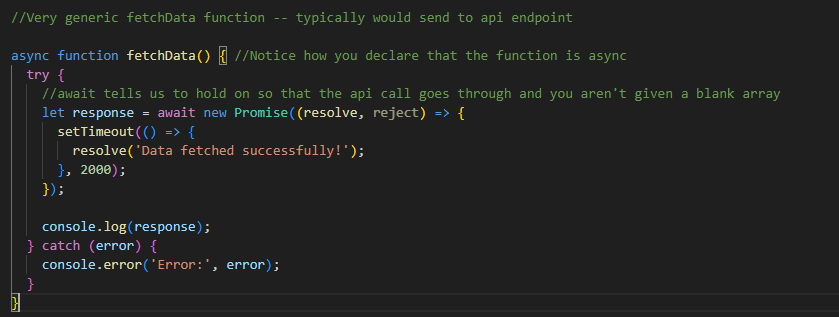 //Very generic fetchData function -- typically would send to api endpoint
async function fetchData() { //Notice how you declare that the function is async
try {
//await tells us to hold on so that the api call goes through and you aren't given a blank array
let response = await new Promise((resolve, reject) => {
setTimeout(() => {
resolve('Data fetched successfully!');
}, 2000);
});
console.log(response);
} catch (error) {
console.error('Error:', error);
}
}